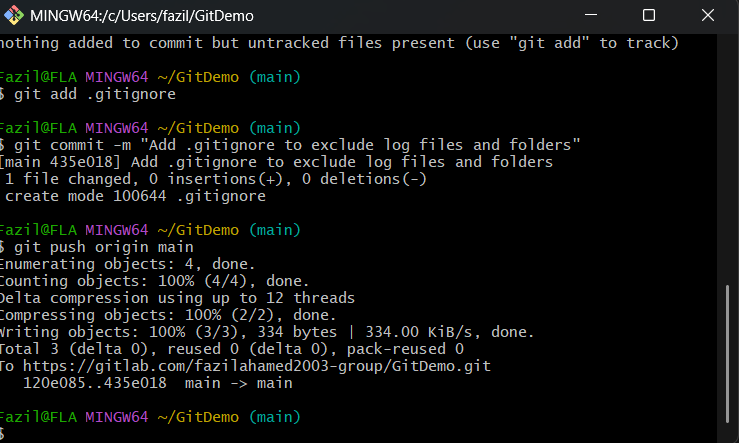 MINGW64:/c/Users/fazil/GitDemo
nothing added to commit but untracked files present (use "git add" to track)
Fazil@FLA MINGW64 ~/GitDemo (main)
$ git add .gitignore
Fazil@FLA MINGW64 ~/GitDemo (main)
$ git commit -m "Add .gitignore to exclude log files and folders"
[main 435e018] Add .gitignore to exclude log files and folders
1 file changed, 0 insertions(+), 0 deletions(-)
create mode 100644 .gitignore
Fazil@FLA MINGW64 ~/GitDemo (main)
$ git push origin main
Enumerating objects: 4, done.
Counting objects: 100% (4/4), done.
Delta compression using up to 12 threads
Compressing objects: 100% (2/2), done.
Writing objects: 100% (3/3), 334 bytes | 334.00 KiB/s, done.
Total 3 (delta 0), reused 0 (delta 0), pack-reused 0
To https://gitlab.com/fazilahamed2003-group/GitDemo.git
120e085..435e018  main -> main
Fazil@FLA MINGW64 ~/GitDemo (main)
$